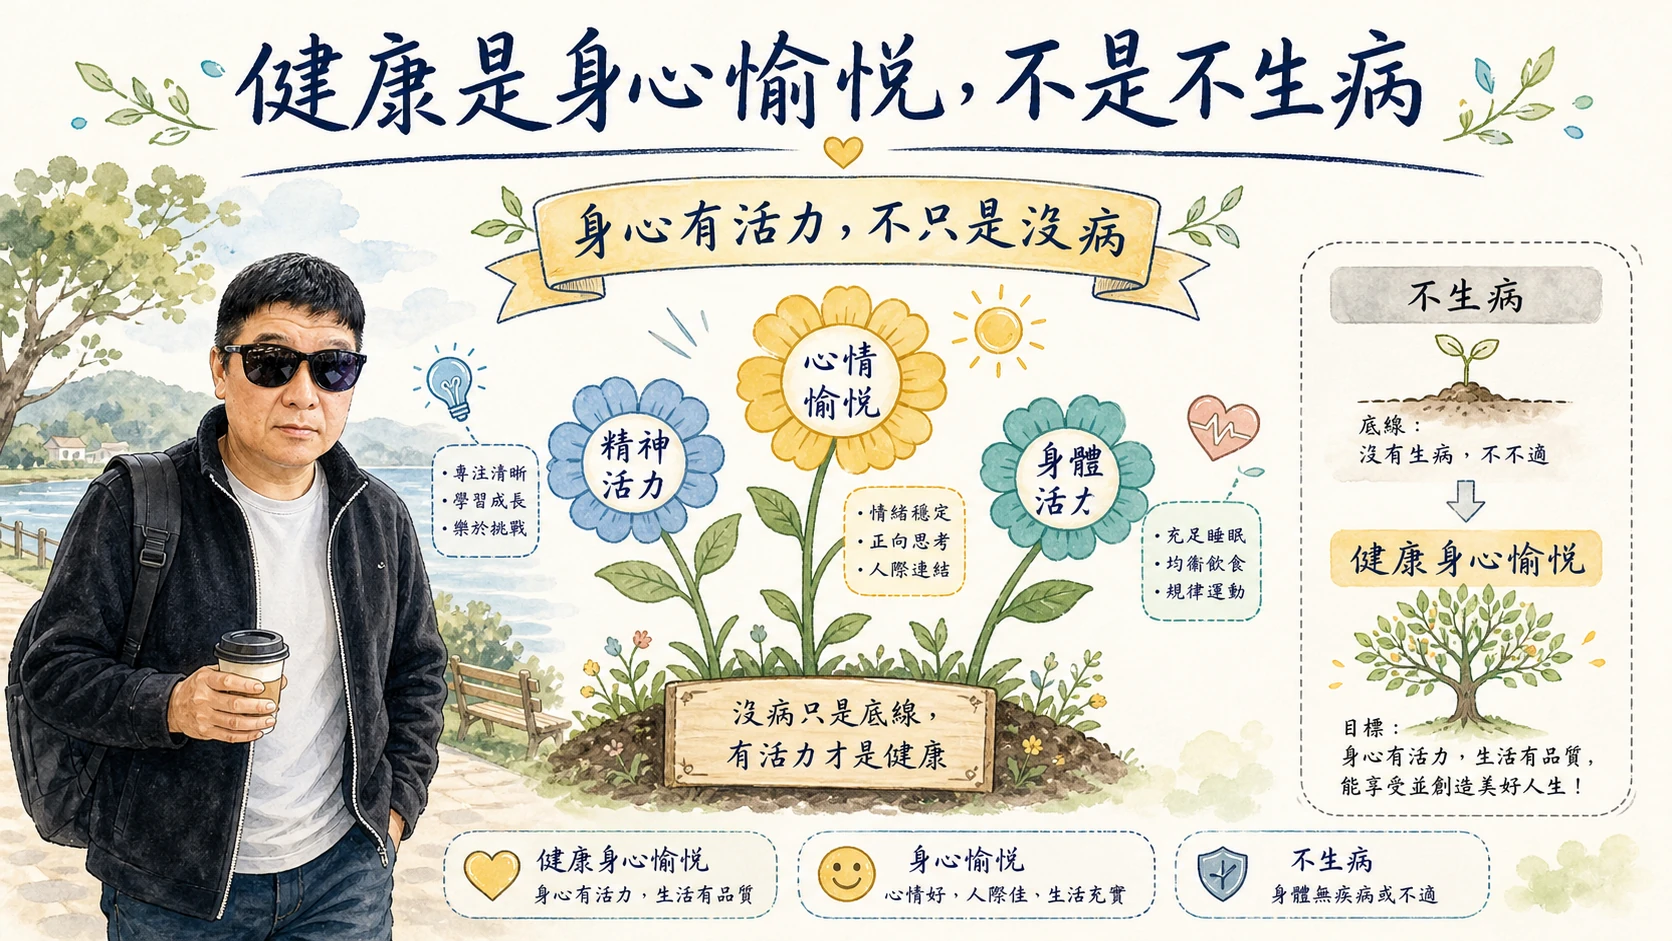 健康是身心愉悅,不是不生病
身心有活力,不只是沒病
精神
活力
・專注清晰
・學習成長
・樂於挑戰
心情
愉悅
・情緒穩定
・正向思考
・人際連結
身體
活力
・充足睡眠
・均衡飲食
・規律運動
沒病只是底線,
有活力才是健康
不生病
底線:
沒有生病,不不適
健康身心愉悅
目標:
身心有活力,生活有品質,
能享受並創造美好人生!
健康身心愉悅
身心有活力,生活有品質
身心愉悅
心情好,人際佳、生活充實
不生病
身體無疾病或不適